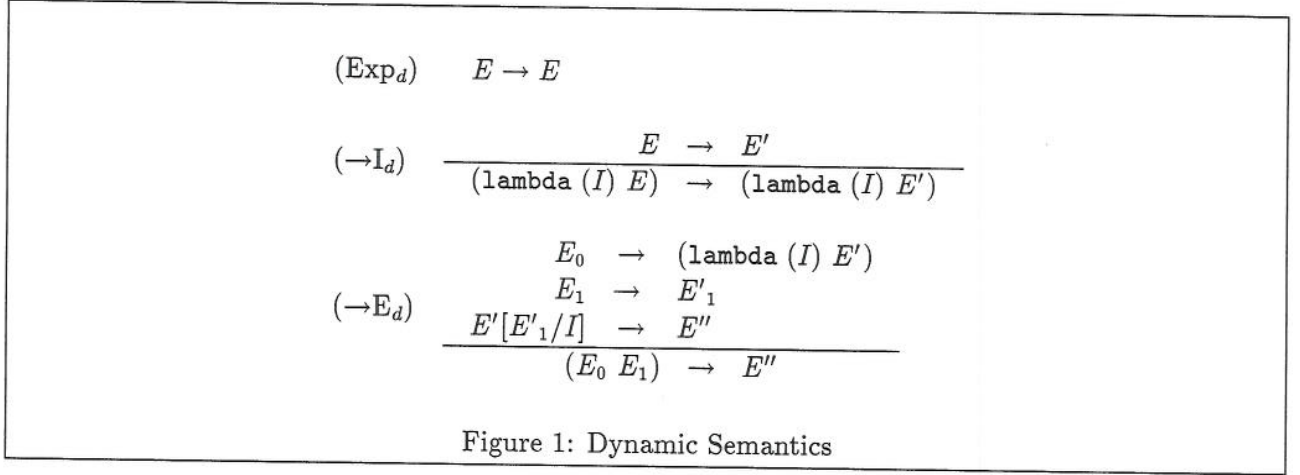 (Exp_d) E → E
E → E′
(→I_d)
(lambda (I) E) → (lambda (I) E′)
E_0 → (lambda (I) E′)
E_1 → E′_1
(→E_d)
E′[E′_1/I] → E″
(E_0 E_1) → E″
Figure 1: Dynamic Semantics